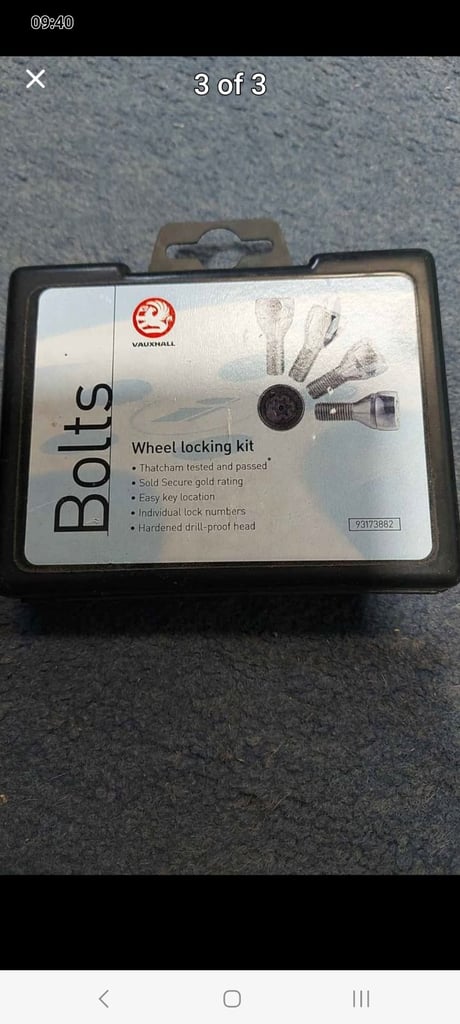 09:40
3 of 3
VAUXHALL
Bolts
Wheel locking kit
• Thatcham tested and passed*
• Sold Secure gold rating
• Easy key location
• Individual lock numbers
• Hardened drill-proof head
93173882